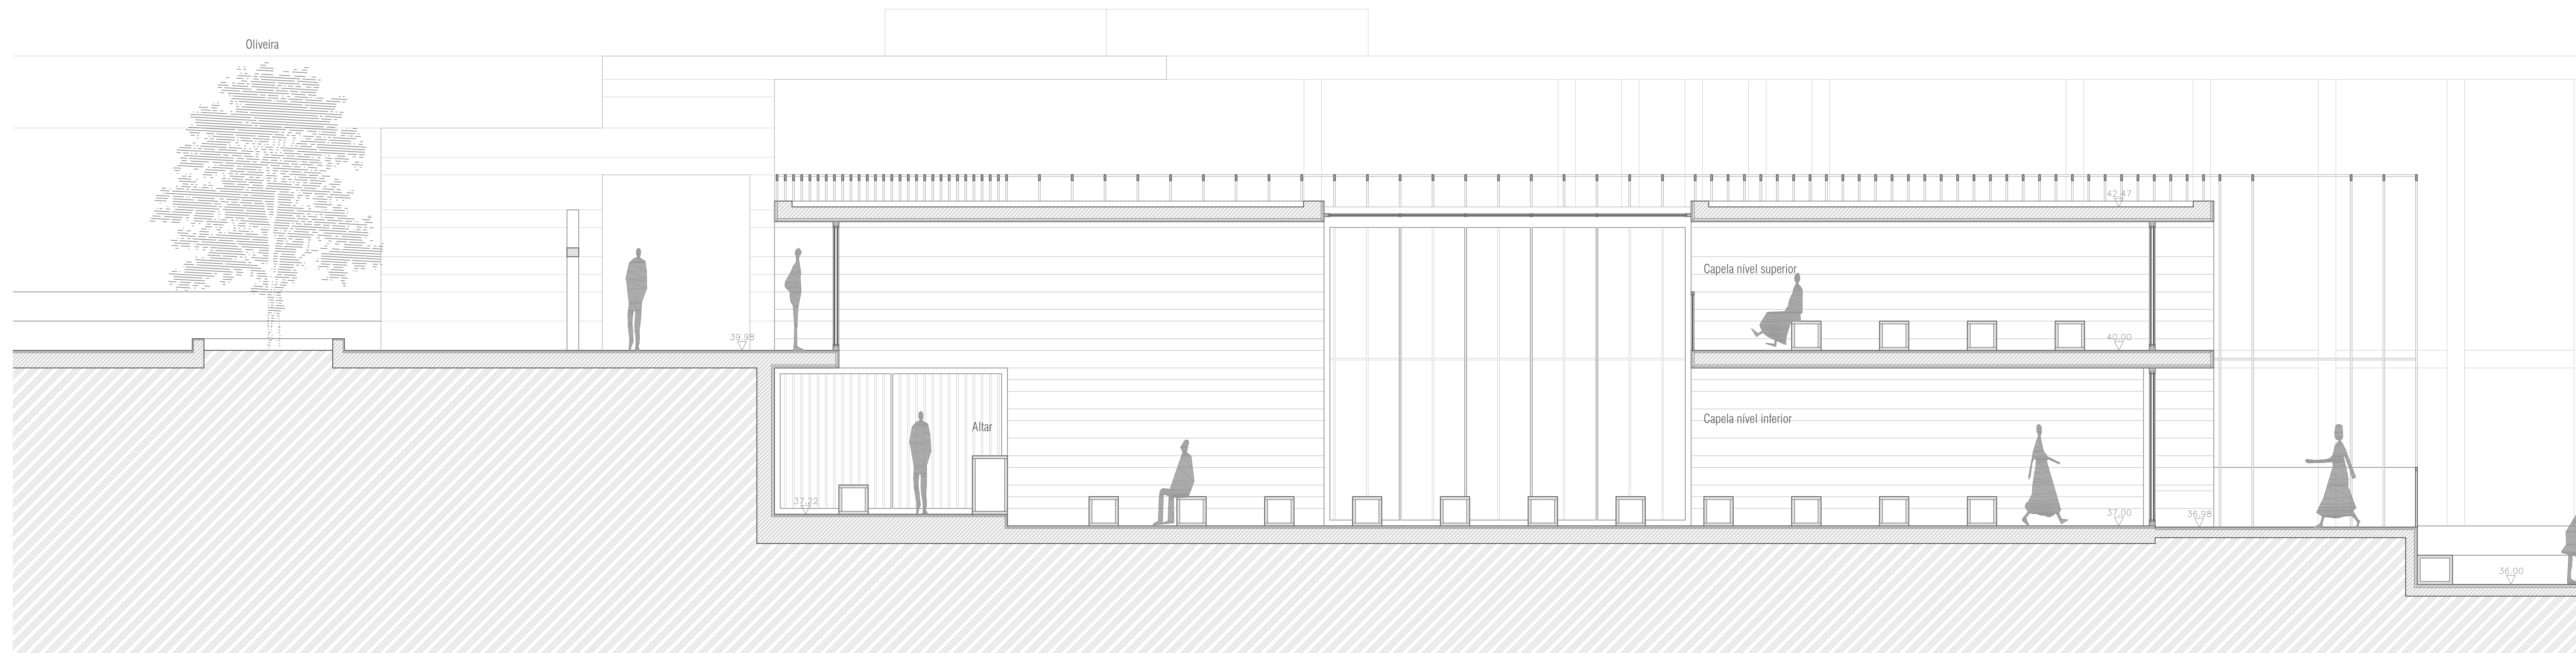 Oliveira
42.47
Capela nível superior
39.98
40.00
Capela nível inferior
Altar
37.22
37.00
36.98
36.00